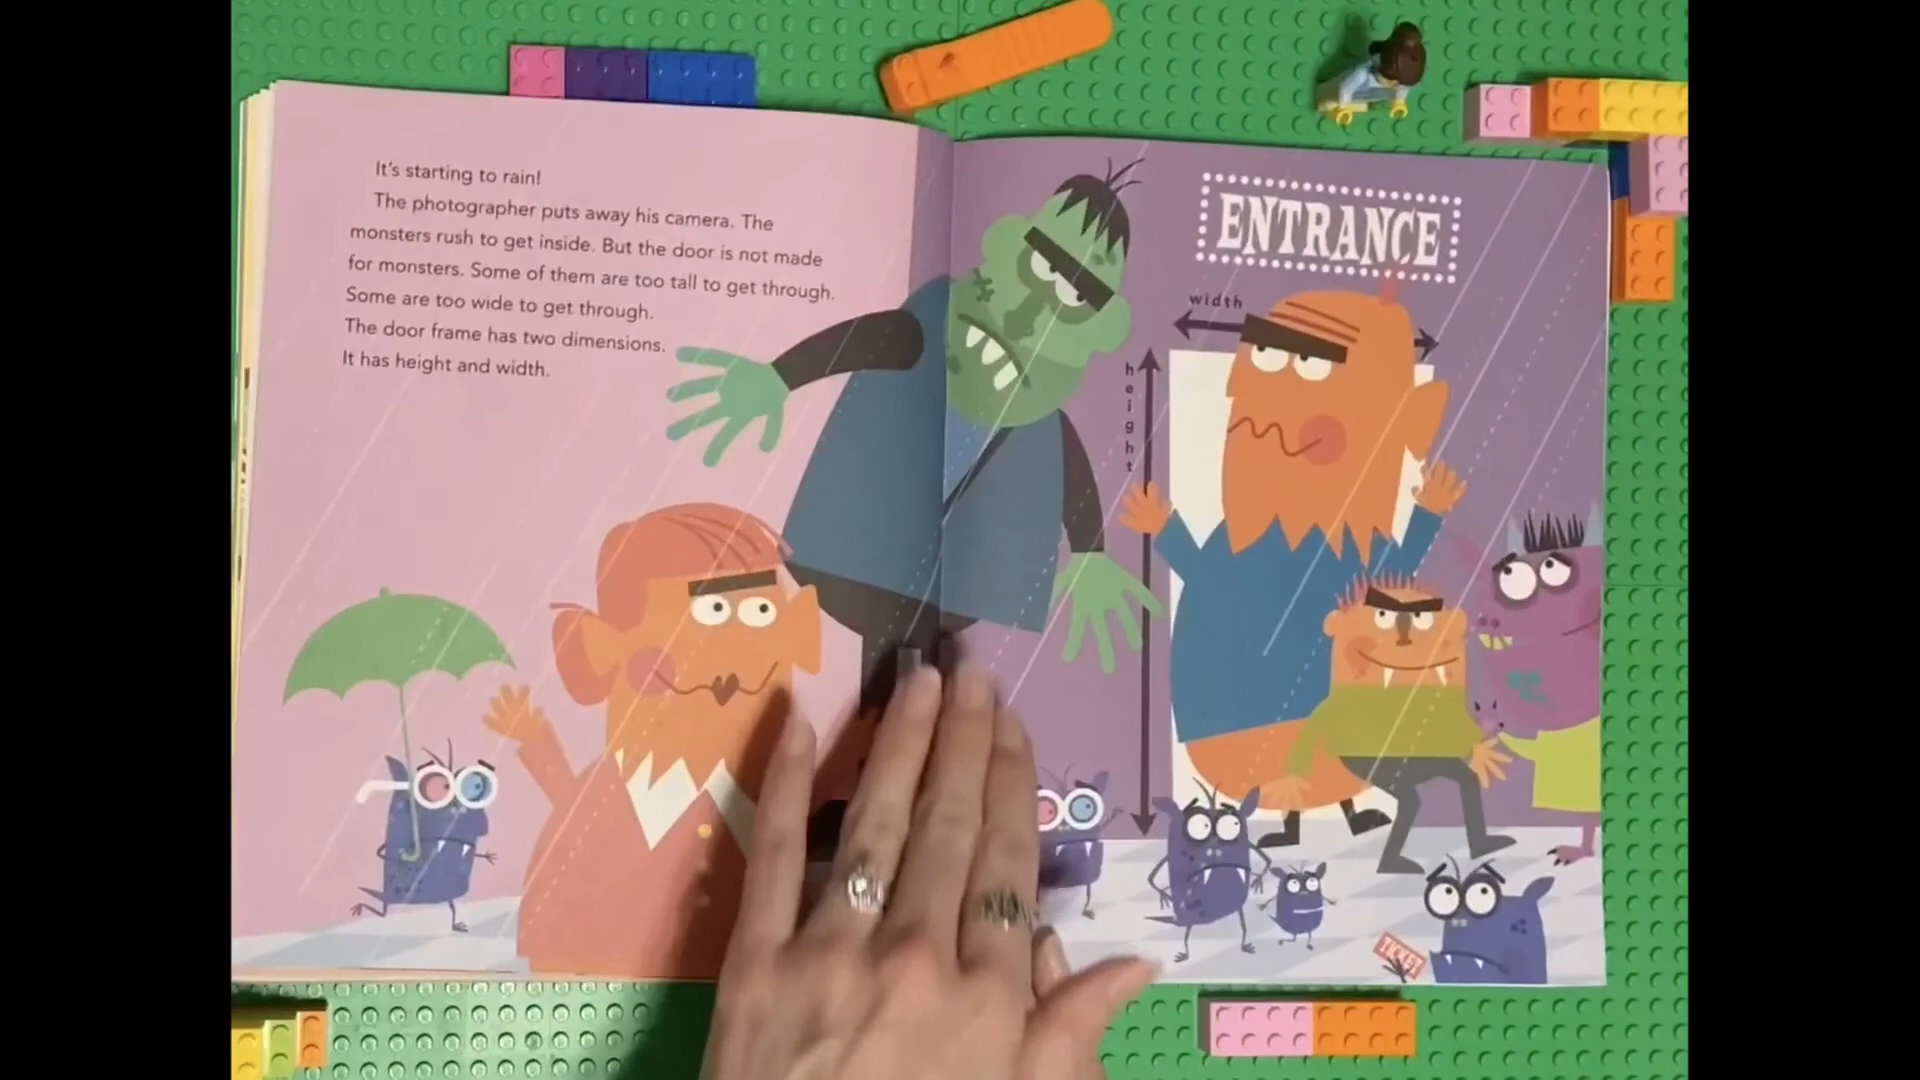 It's starting to rain!
The photographer puts away his camera. The
monsters rush to get inside. But the door is not made
for monsters. Some of them are too tall to get through.
Some are too wide to get through.
The door frame has two dimensions.
It has height and width.
ENTRANCE
width
height
TICKET